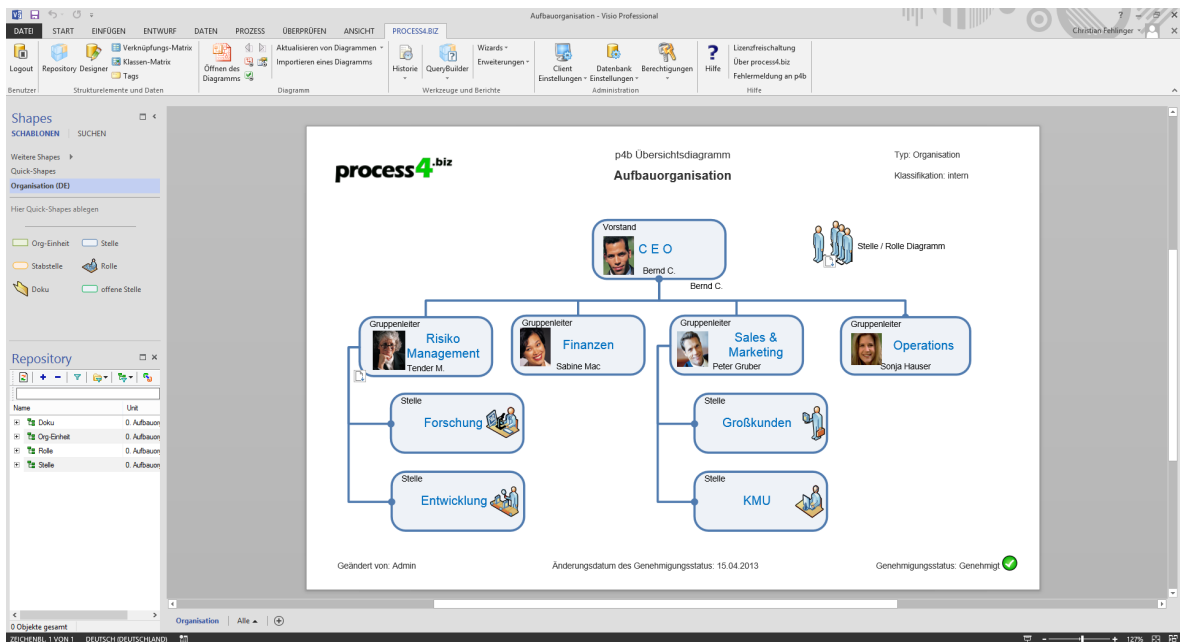 Aufbauorganisation - Visio Professional
DATEI START EINFÜGEN ENTWURF DATEN PROZESS ÜBERPRÜFEN ANSICHT PROCESS4.BIZ
Christian Fehlinger
Logout Repository Designer Verknüpfungs-Matrix
Klassen-Matrix
Tags
Öffnen des
Diagramms
Aktualisieren von Diagrammen
Importieren eines Diagramms
Historie QueryBuilder Wizards
Erweiterungen
Client
Einstellungen
Datenbank
Einstellungen
Berechtigungen
Hilfe
Lizenzfreischaltung
Über process4.biz
Fehlermeldung an p4b
Benutzer Strukturelemente und Daten Diagramm Werkzeuge und Berichte Administration Hilfe
Shapes
SCHABLONEN SUCHEN
Weitere Shapes
Quick-Shapes
Organisation (DE)
Hier Quick-Shapes ablegen
Org-Einheit Stelle
Stabstelle Rolle
Doku offene Stelle
Repository
Name Unit
Doku 0. Aufbauorg
Org-Einheit 0. Aufbauorg
Rolle 0. Aufbauorg
Stelle 0. Aufbauorg
0 Objekte gesamt
process4.biz
p4b Übersichtsdiagramm
Aufbauorganisation
Typ: Organisation
Klassifikation: intern
Vorstand
C E O
Bernd C.
Bernd C.
Stelle / Rolle Diagramm
Gruppenleiter
Risiko
Management
Tender M.
Gruppenleiter
Finanzen
Sabine Mac
Gruppenleiter
Sales &
Marketing
Peter Gruber
Gruppenleiter
Operations
Sonja Hauser
Stelle
Forschung
Stelle
Großkunden
Stelle
Entwicklung
Stelle
KMU
Geändert von: Admin
Änderungsdatum des Genehmigungsstatus: 15.04.2013
Genehmigungsstatus: Genehmigt
Organisation Alle
ZEICHENBL. 1 VON 1 DEUTSCH (DEUTSCHLAND)
127%